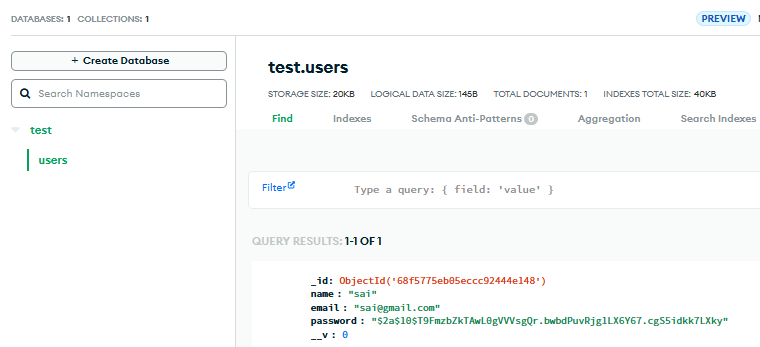 DATABASES: 1 COLLECTIONS: 1
PREVIEW
+ Create Database
Search Namespaces
test
users
test.users
STORAGE SIZE: 20KB LOGICAL DATA SIZE: 145B TOTAL DOCUMENTS: 1 INDEXES TOTAL SIZE: 40KB
Find Indexes Schema Anti-Patterns 0 Aggregation Search Indexes
Filter Type a query: { field: 'value' }
QUERY RESULTS: 1-1 OF 1
_id: ObjectId('68f5775eb05eccc92444e148')
name : "sai"
email : "sai@gmail.com"
password : "$2a$10$T9FmzbZkTAwL0gVVVsgQr.bwbdPuvRjg1LX6Y67.cgS5idkk7LXky"
__v : 0